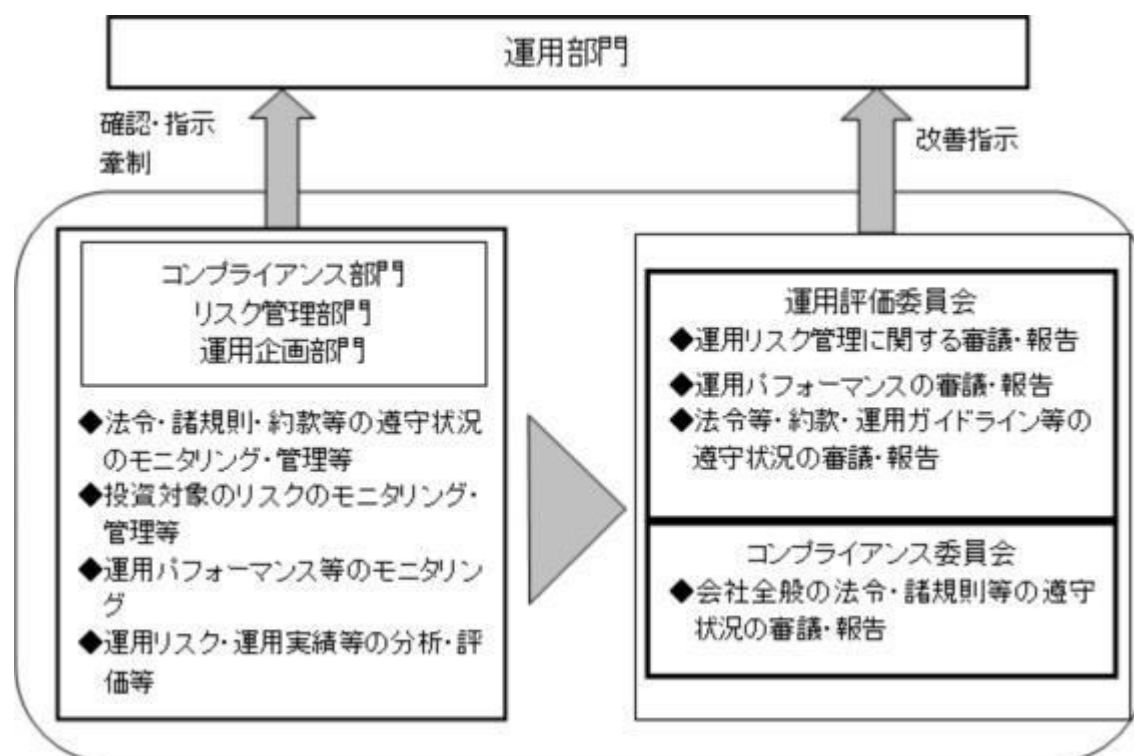 運用部門
確認・指示
牽制
改善指示
コンプライアンス部門
リスク管理部門
運用企画部門
◆法令・諸規則・約款等の遵守状況
のモニタリング・管理等
◆投資対象のリスクのモニタリング・
管理等
◆運用パフォーマンス等のモニタリン
グ
◆運用リスク・運用実績等の分析・評
価等
運用評価委員会
◆運用リスク管理に関する審議・報告
◆運用パフォーマンスの審議・報告
◆法令等・約款・運用ガイドライン等の
遵守状況の審議・報告
コンプライアンス委員会
◆会社全般の法令・諸規則等の遵守
状況の審議・報告